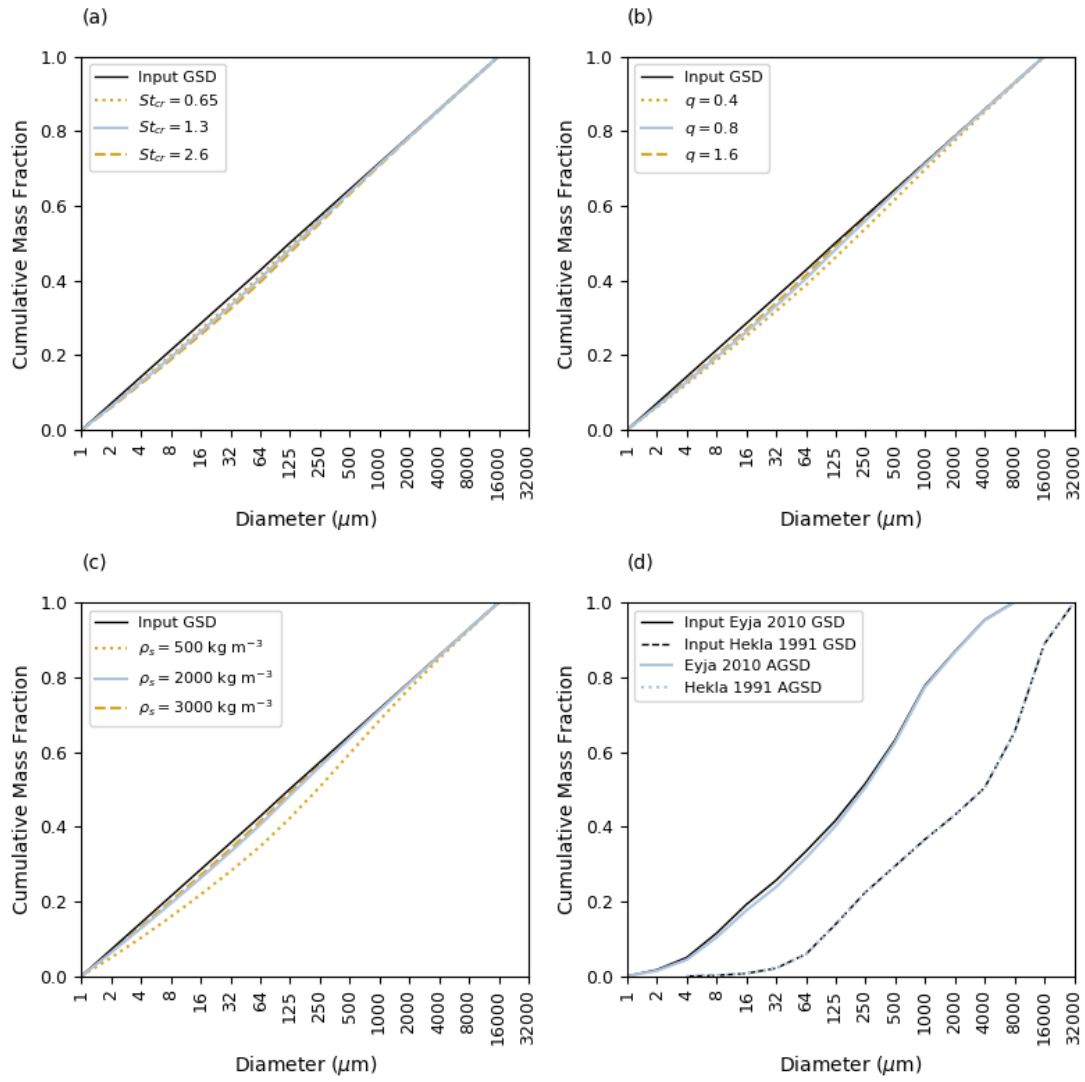 (a)
Cumulative Mass Fraction
1.0
0.8
0.6
0.4
0.2
0.0
Input GSD
St_cr = 0.65
St_cr = 1.3
St_cr = 2.6
1 2 4 8 16 32 64 125 250 500 1000 2000 4000 8000 16000 32000
Diameter (μm)
(b)
Cumulative Mass Fraction
1.0
0.8
0.6
0.4
0.2
0.0
Input GSD
q = 0.4
q = 0.8
q = 1.6
1 2 4 8 16 32 64 125 250 500 1000 2000 4000 8000 16000 32000
Diameter (μm)
(c)
Cumulative Mass Fraction
1.0
0.8
0.6
0.4
0.2
0.0
Input GSD
ρ_s = 500 kg m⁻³
ρ_s = 2000 kg m⁻³
ρ_s = 3000 kg m⁻³
1 2 4 8 16 32 64 125 250 500 1000 2000 4000 8000 16000 32000
Diameter (μm)
(d)
Cumulative Mass Fraction
1.0
0.8
0.6
0.4
0.2
0.0
Input Eyja 2010 GSD
Input Hekla 1991 GSD
Eyja 2010 AGSD
Hekla 1991 AGSD
1 2 4 8 16 32 64 125 250 500 1000 2000 4000 8000 16000 32000
Diameter (μm)